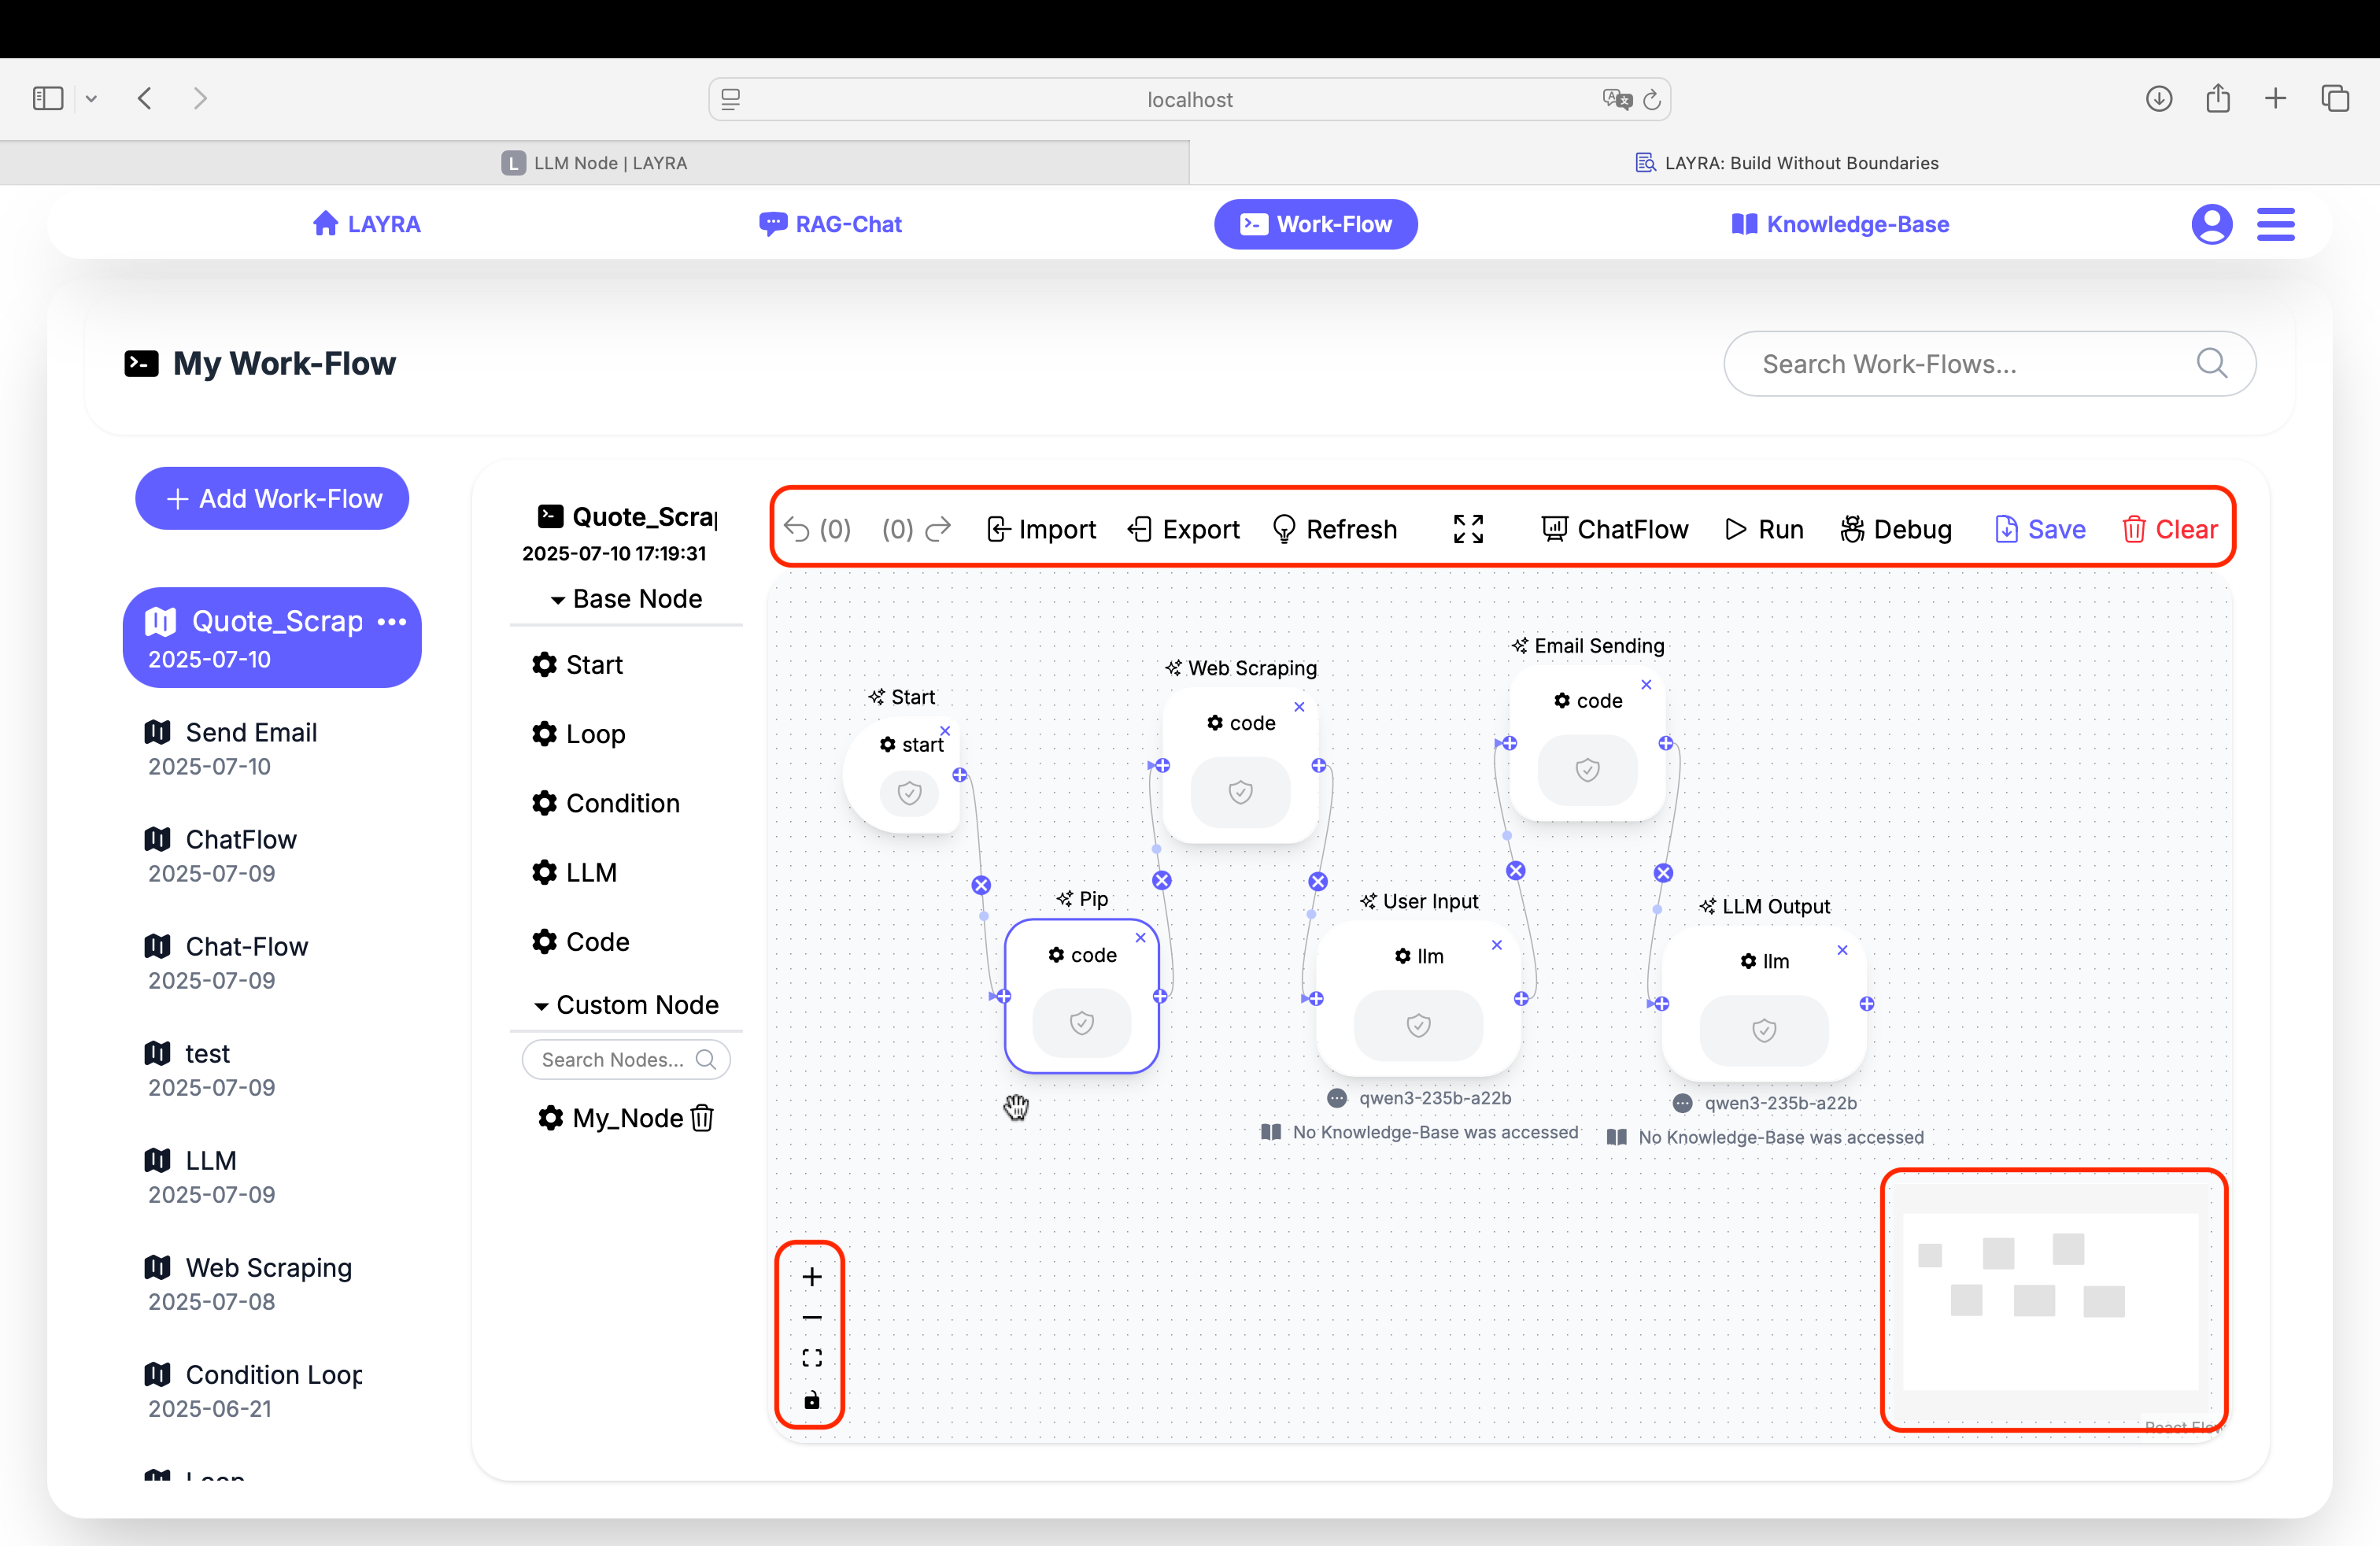 localhost
L LLM Node | LAYRA
LAYRA: Build Without Boundaries
LAYRA
RAG-Chat
Work-Flow
Knowledge-Base
My Work-Flow
Search Work-Flows...
Add Work-Flow
Quote_Scrap
2025-07-10
Send Email
2025-07-10
ChatFlow
2025-07-09
Chat-Flow
2025-07-09
test
2025-07-09
LLM
2025-07-09
Web Scraping
2025-07-08
Condition Loop
2025-06-21
Loop
Quote_Scrap
2025-07-10 17:19:31
Base Node
Start
Loop
Condition
LLM
Code
Custom Node
Search Nodes...
My_Node
(0) (0) Import Export Refresh ChatFlow Run Debug Save Clear
Start
start
Web Scraping
code
Email Sending
code
Pip
code
User Input
llm
qwen3-235b-a22b
No Knowledge-Base was accessed
LLM Output
llm
qwen3-235b-a22b
No Knowledge-Base was accessed
React Flow